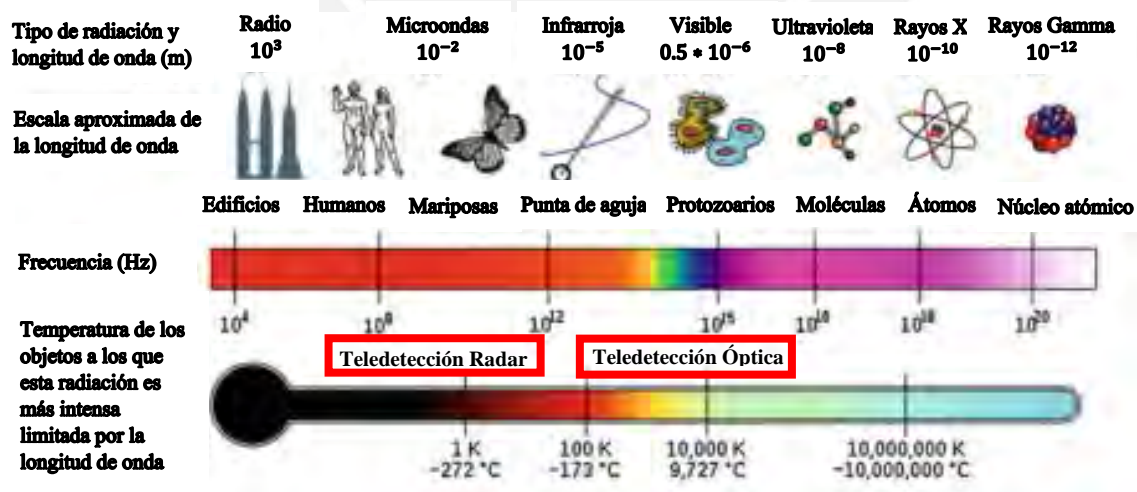 Tipo de radiación y
longitud de onda (m)
Radio Microondas Infrarroja Visible Ultravioleta Rayos X Rayos Gamma
10³ 10⁻² 10⁻⁵ 0.5 * 10⁻⁶ 10⁻⁸ 10⁻¹⁰ 10⁻¹²
Escala aproximada de
la longitud de onda
Edificios Humanos Mariposas Punta de aguja Protozoarios Moléculas Átomos Núcleo atómico
Frecuencia (Hz)
10⁴ 10⁸ 10¹² 10¹⁵ 10¹⁶ 10¹⁸ 10²⁰
Temperatura de los
objetos a los que
esta radiación es
más intensa
limitada por la
longitud de onda
Teledetección Radar Teledetección Óptica
1 K 100 K 10,000 K 10,000,000 K
−272 °C −173 °C 9,727 °C ~10,000,000 °C